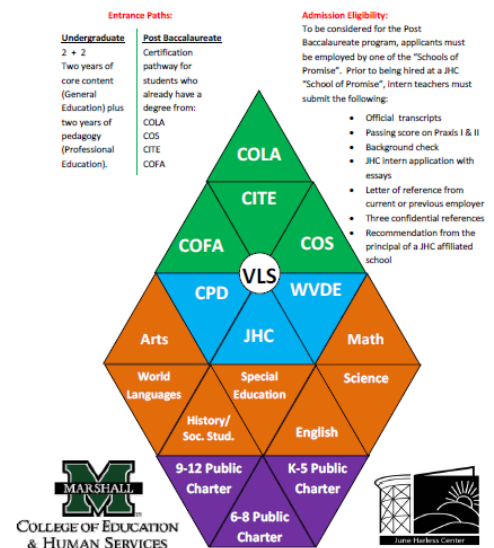 Entrance Paths:
Undergraduate
2 + 2
Two years of
core content
(General
Education) plus
two years of
pedagogy
(Professional
Education).
Post Baccalaureate
Certification
pathway for
students who
already have a
degree from:
COLA
COS
CITE
COFA
Admission Eligibility:
To be considered for the Post
Baccalaureate program, applicants must
be employed by one of the “Schools of
Promise”.  Prior to being hired at a JHC
“School of Promise”, intern teachers must
submit the following:
• Official transcripts
• Passing score on Praxis I & II
• Background check
• JHC intern application with
essays
• Letter of reference from
current or previous employer
• Three confidential references
• Recommendation from the
principal of a JHC affiliated
school
COLA
CITE
COFA
COS
VLS
CPD
WVDE
JHC
Arts
Math
World
Languages
Special
Education
Science
History/
Soc. Stud.
English
9-12 Public
Charter
K-5 Public
Charter
6-8 Public
Charter
M
MARSHALL
COLLEGE OF EDUCATION
& HUMAN SERVICES
June Harless Center